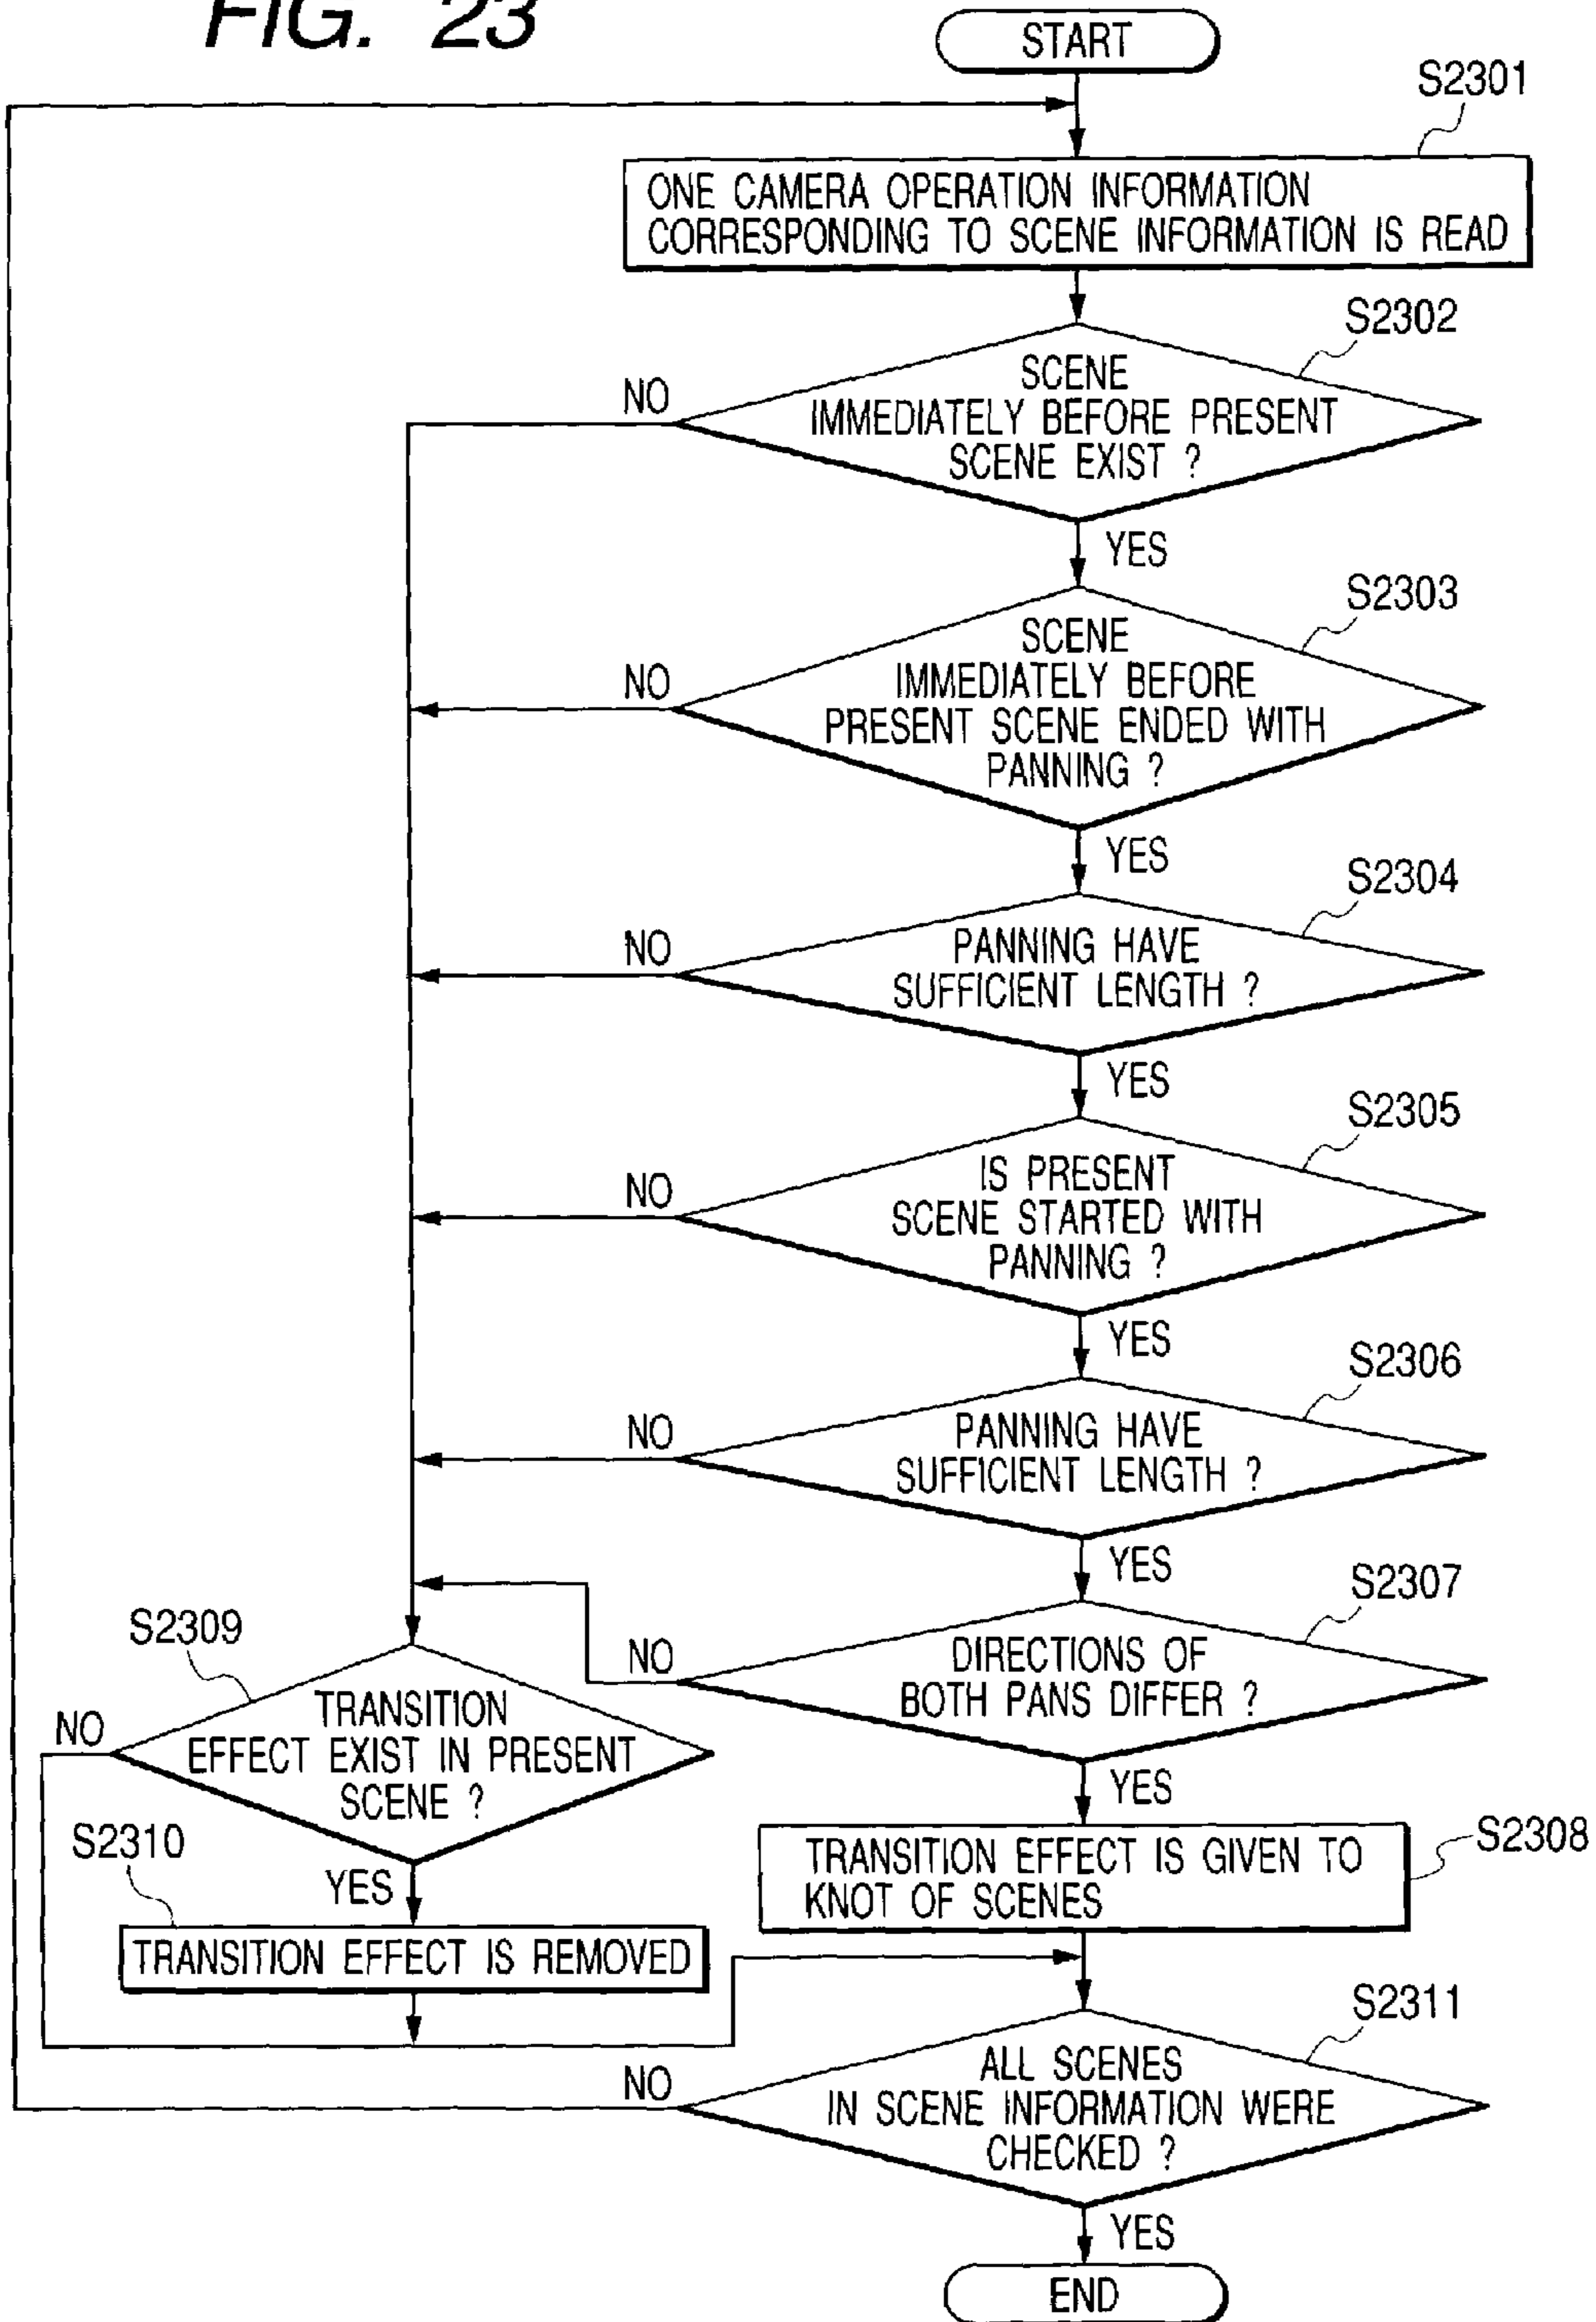 FIG. 23
START
S2301
ONE CAMERA OPERATION INFORMATION
CORRESPONDING TO SCENE INFORMATION IS READ
S2302
SCENE
IMMEDIATELY BEFORE PRESENT
SCENE EXIST ?
NO
YES
S2303
SCENE
IMMEDIATELY BEFORE
PRESENT SCENE ENDED WITH
PANNING ?
NO
YES
S2304
PANNING HAVE
SUFFICIENT LENGTH ?
NO
YES
S2305
IS PRESENT
SCENE STARTED WITH
PANNING ?
NO
YES
S2306
PANNING HAVE
SUFFICIENT LENGTH ?
NO
YES
S2307
DIRECTIONS OF
BOTH PANS DIFFER ?
NO
YES
S2308
TRANSITION EFFECT IS GIVEN TO
KNOT OF SCENES
S2309
TRANSITION
EFFECT EXIST IN PRESENT
SCENE ?
NO
YES
S2310
TRANSITION EFFECT IS REMOVED
S2311
ALL SCENES
IN SCENE INFORMATION WERE
CHECKED ?
NO
YES
END